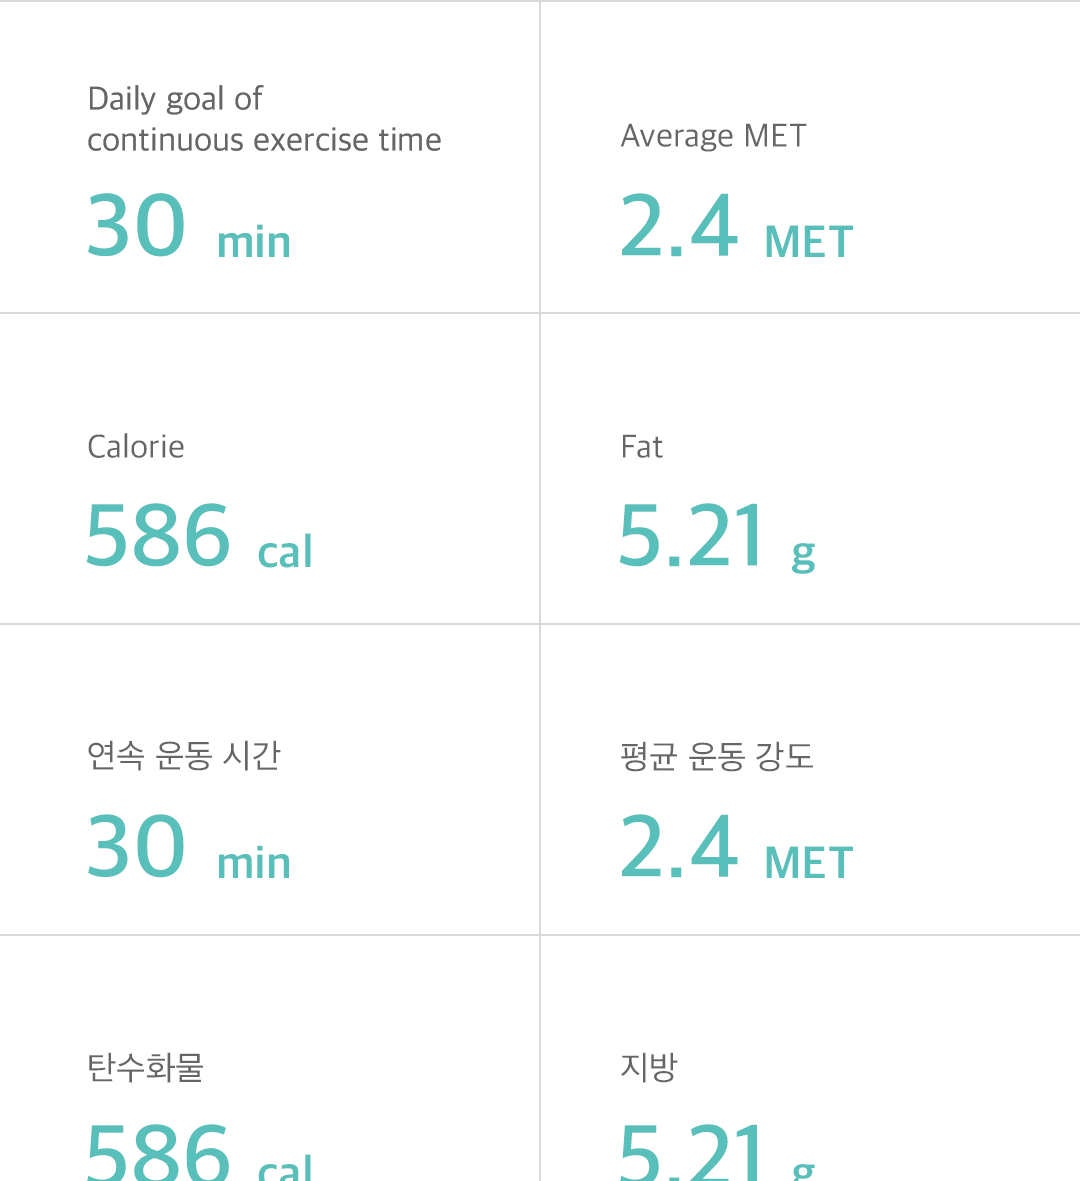 Daily goal of
continuous exercise time
30 min
Average MET
2.4 MET
Calorie
586 cal
Fat
5.21 g
연속 운동 시간
30 min
평균 운동 강도
2.4 MET
탄수화물
586 cal
지방
5.21 g